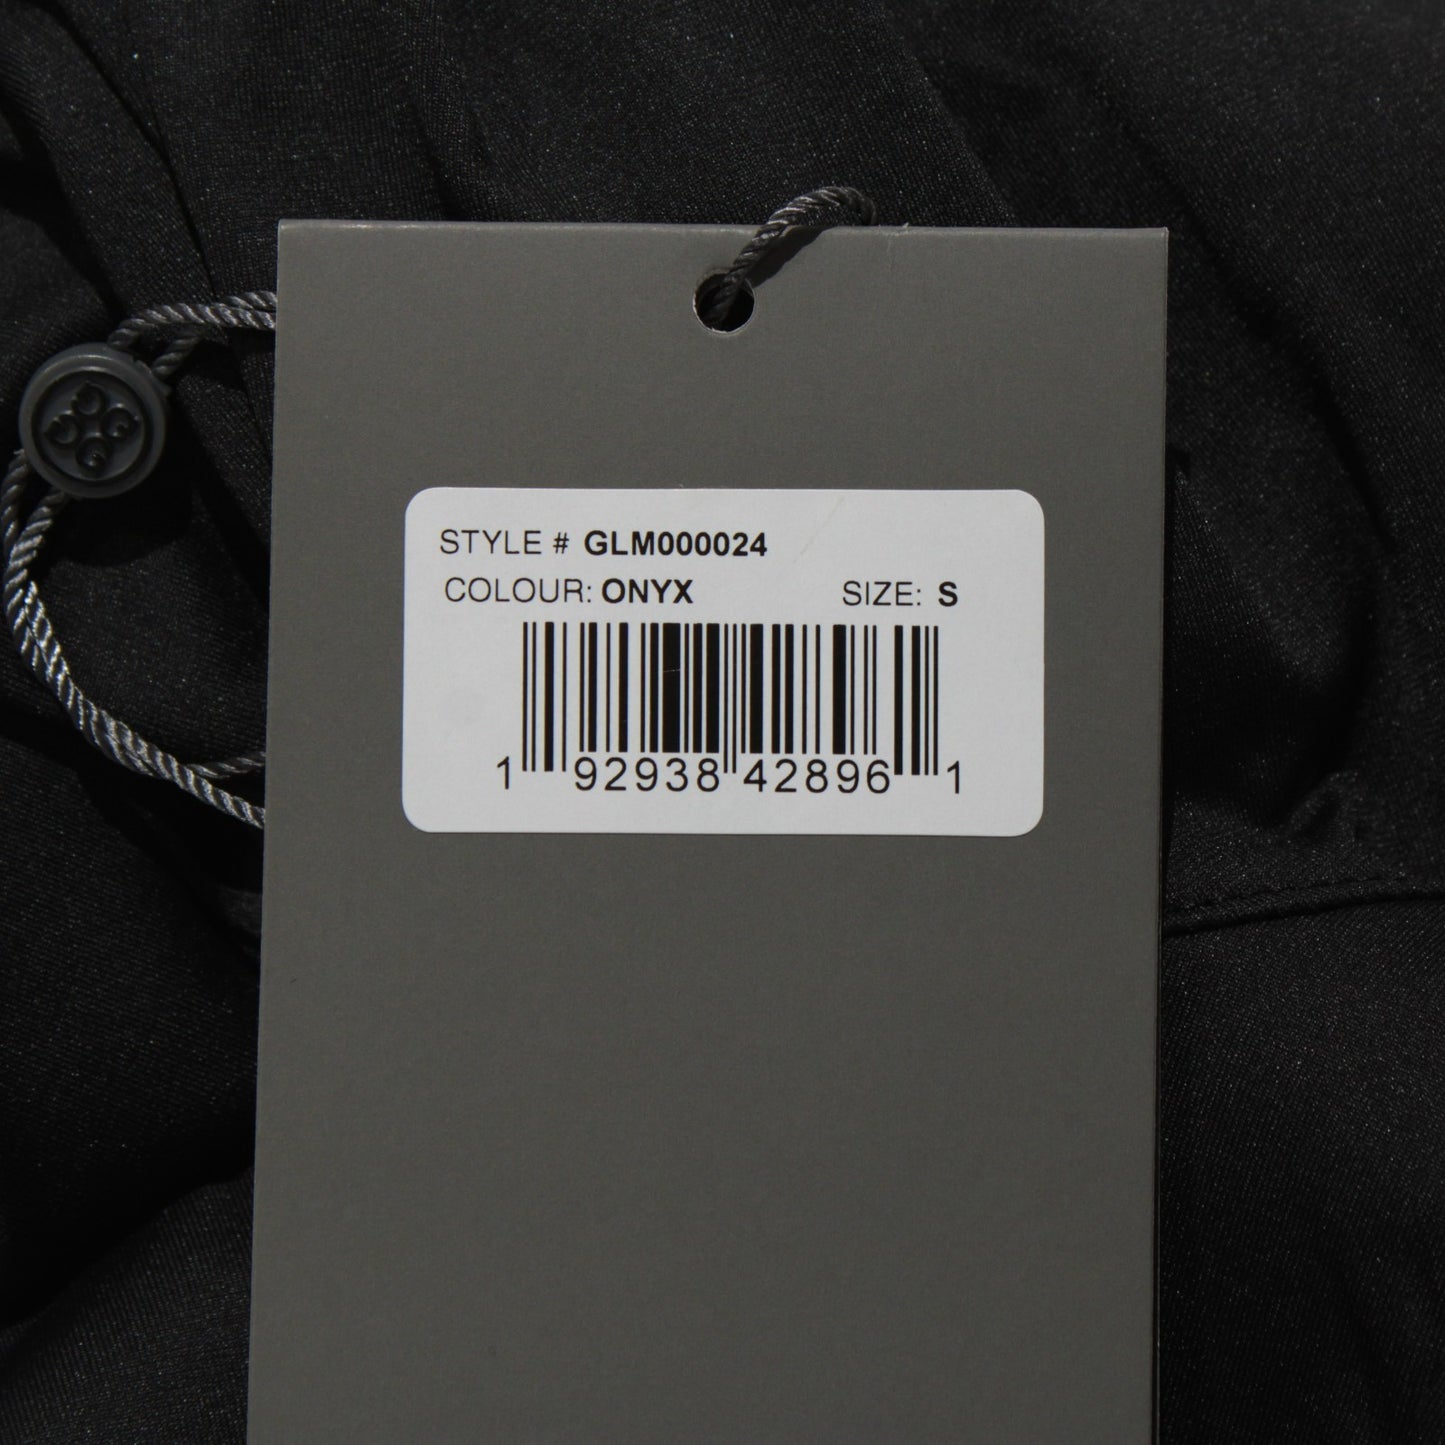 STYLE # GLM000024
COLOUR: ONYX SIZE: S
1 92938 42896 1